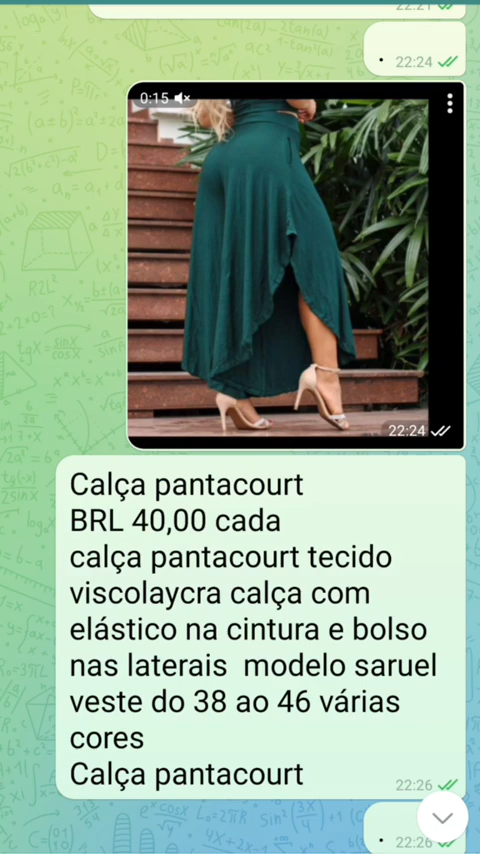 22:21
.
22:24
0:15
22:24
Calça pantacourt
BRL 40,00 cada
calça pantacourt tecido
viscolaycra calça com
elástico na cintura e bolso
nas laterais  modelo saruel
veste do 38 ao 46 várias
cores
Calça pantacourt
22:26
.
22:26